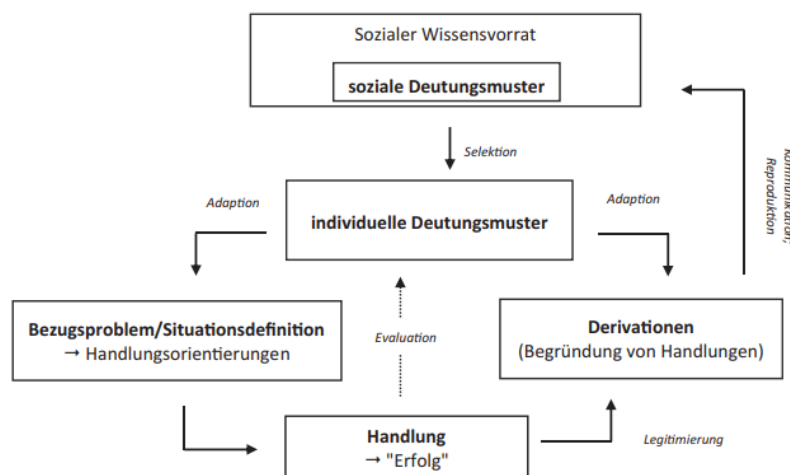 Sozialer Wissensvorrat
soziale Deutungsmuster
Selektion
Kommunikation,
Reproduktion
Adaption
individuelle Deutungsmuster
Adaption
Bezugsproblem/Situationsdefinition
→ Handlungsorientierungen
Evaluation
Derivationen
(Begründung von Handlungen)
Handlung
→ "Erfolg"
Legitimierung